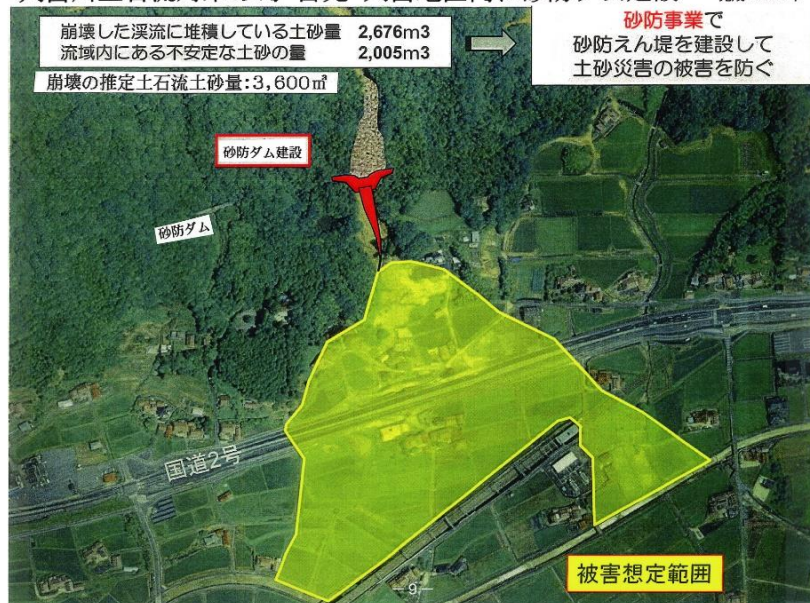 崩壊した渓流に堆積している土砂量 2,676m3
流域内にある不安定な土砂の量 2,005m3
崩壊の推定土石流土砂量:3,600㎥
砂防事業で
砂防えん堤を建設して
土砂災害の被害を防ぐ
砂防ダム建設
砂防ダム
国道2号
被害想定範囲
-9-